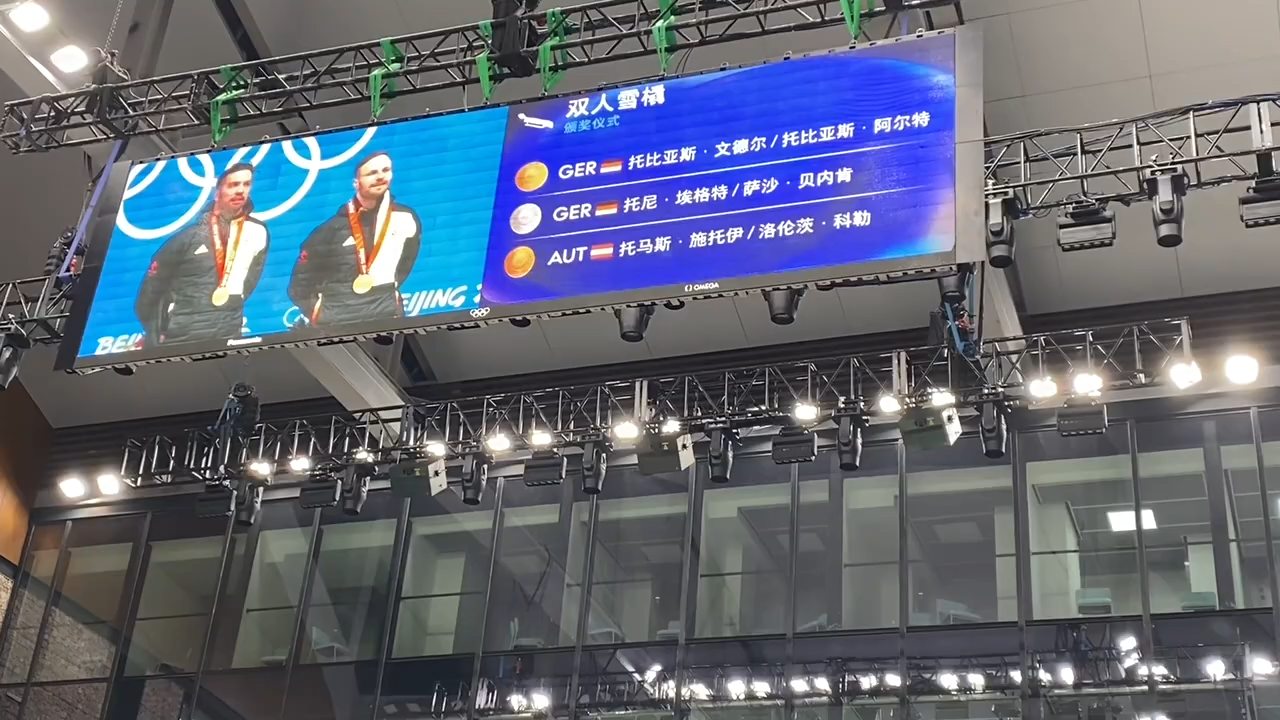 双人雪橇
颁奖仪式
GER 托比亚斯·文德尔/托比亚斯·阿尔特
GER 托尼·埃格特/萨沙·贝内肯
AUT 托马斯·施托伊/洛伦茨·科勒
OMEGA
BEIJING